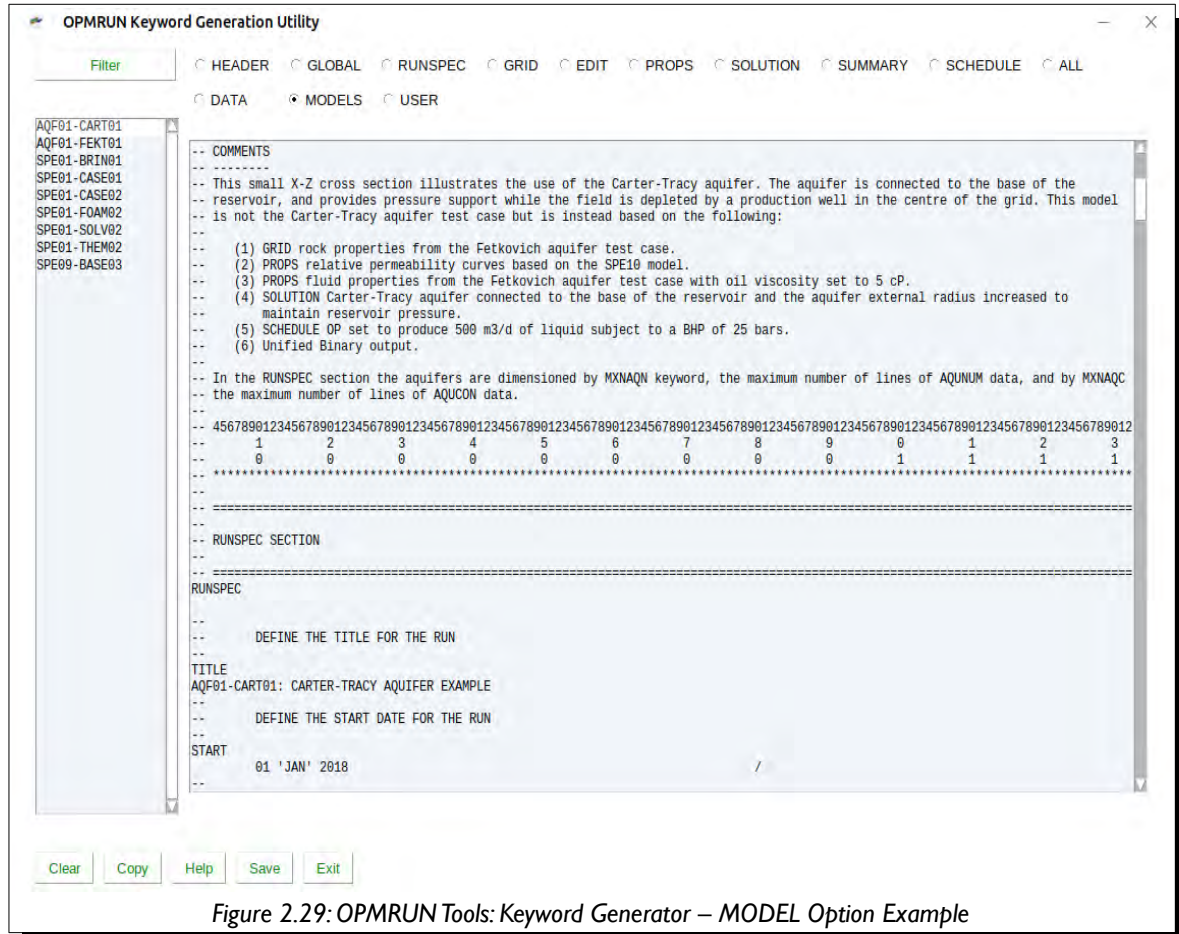 OPMRUN Keyword Generation Utility
Filter
HEADER GLOBAL RUNSPEC GRID EDIT PROPS SOLUTION SUMMARY SCHEDULE ALL
DATA MODELS USER
AQF01-CART01
AQF01-FEKT01
SPE01-BRIN01
SPE01-CASE01
SPE01-CASE02
SPE01-FOAM02
SPE01-SOLV02
SPE01-THEM02
SPE09-BASE03
-- COMMENTS
-- --------
-- This small X-Z cross section illustrates the use of the Carter-Tracy aquifer. The aquifer is connected to the base of the
-- reservoir, and provides pressure support while the field is depleted by a production well in the centre of the grid. This model
-- is not the Carter-Tracy aquifer test case but is instead based on the following:
--
--    (1) GRID rock properties from the Fetkovich aquifer test case.
--    (2) PROPS relative permeability curves based on the SPE10 model.
--    (3) PROPS fluid properties from the Fetkovich aquifer test case with oil viscosity set to 5 cP.
--    (4) SOLUTION Carter-Tracy aquifer connected to the base of the reservoir and the aquifer external radius increased to
--        maintain reservoir pressure.
--    (5) SCHEDULE OP set to produce 500 m3/d of liquid subject to a BHP of 25 bars.
--    (6) Unified Binary output.
--
-- In the RUNSPEC section the aquifers are dimensioned by MXNAQN keyword, the maximum number of lines of AQUNUM data, and by MXNAQC
-- the maximum number of lines of AQUCON data.
--
-- 456789012345678901234567890123456789012345678901234567890123456789012345678901234567890123456789012345678901234567890123456789012
--       1         2         3         4         5         6         7         8         9         0         1         2         3
--       0         0         0         0         0         0         0         0         0         1         1         1         1
-- *********************************************************************************************************************************
--
-- =================================================================================================================================
--
-- RUNSPEC SECTION
--
-- =================================================================================================================================
RUNSPEC
--
--       DEFINE THE TITLE FOR THE RUN
--
TITLE
AQF01-CART01: CARTER-TRACY AQUIFER EXAMPLE
--
--       DEFINE THE START DATE FOR THE RUN
--
START
01 'JAN' 2018 /
--
Clear Copy Help Save Exit
Figure 2.29: OPMRUN Tools: Keyword Generator – MODEL Option Example